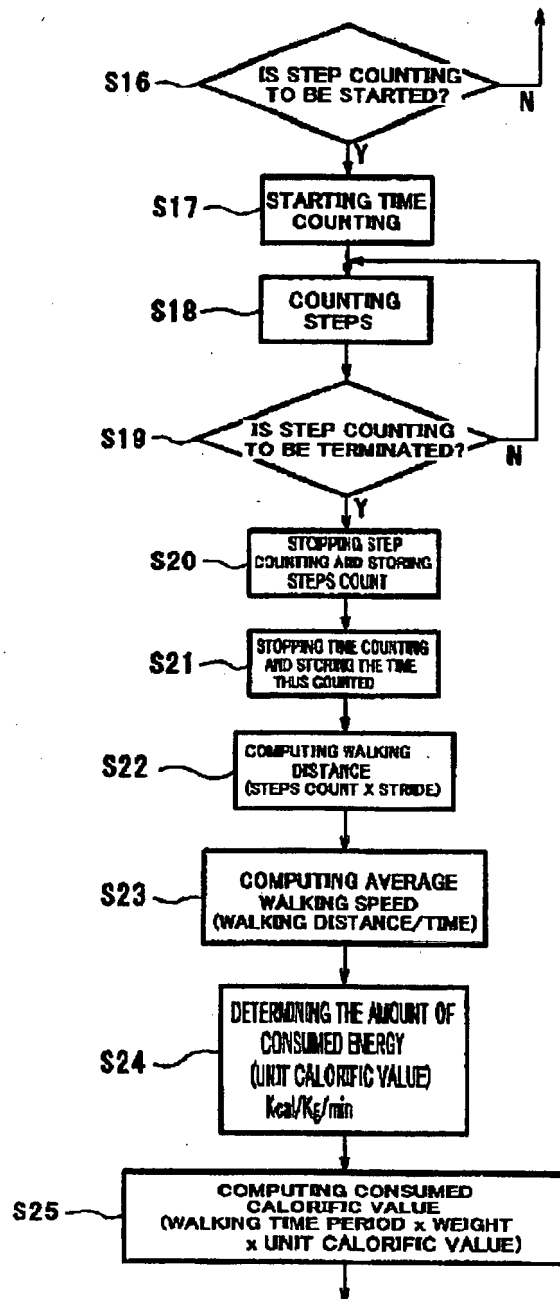 S16
IS STEP COUNTING
TO BE STARTED?
N
Y
S17
STARTING TIME
COUNTING
S18
COUNTING
STEPS
S19
IS STEP COUNTING
TO BE TERMINATED?
N
Y
S20
STOPPING STEP
COUNTING AND STORING
STEPS COUNT
S21
STOPPING TIME COUNTING
AND STORING THE TIME
THUS COUNTED
S22
COMPUTING WALKING
DISTANCE
(STEPS COUNT X STRIDE)
S23
COMPUTING AVERAGE
WALKING SPEED
(WALKING DISTANCE/TIME)
S24
DETERMINING THE AMOUNT OF
CONSUMED ENERGY
(UNIT CALORIFIC VALUE)
Kcal/Kg/min
S25
COMPUTING CONSUMED
CALORIFIC VALUE
(WALKING TIME PERIOD x WEIGHT
x UNIT CALORIFIC VALUE)